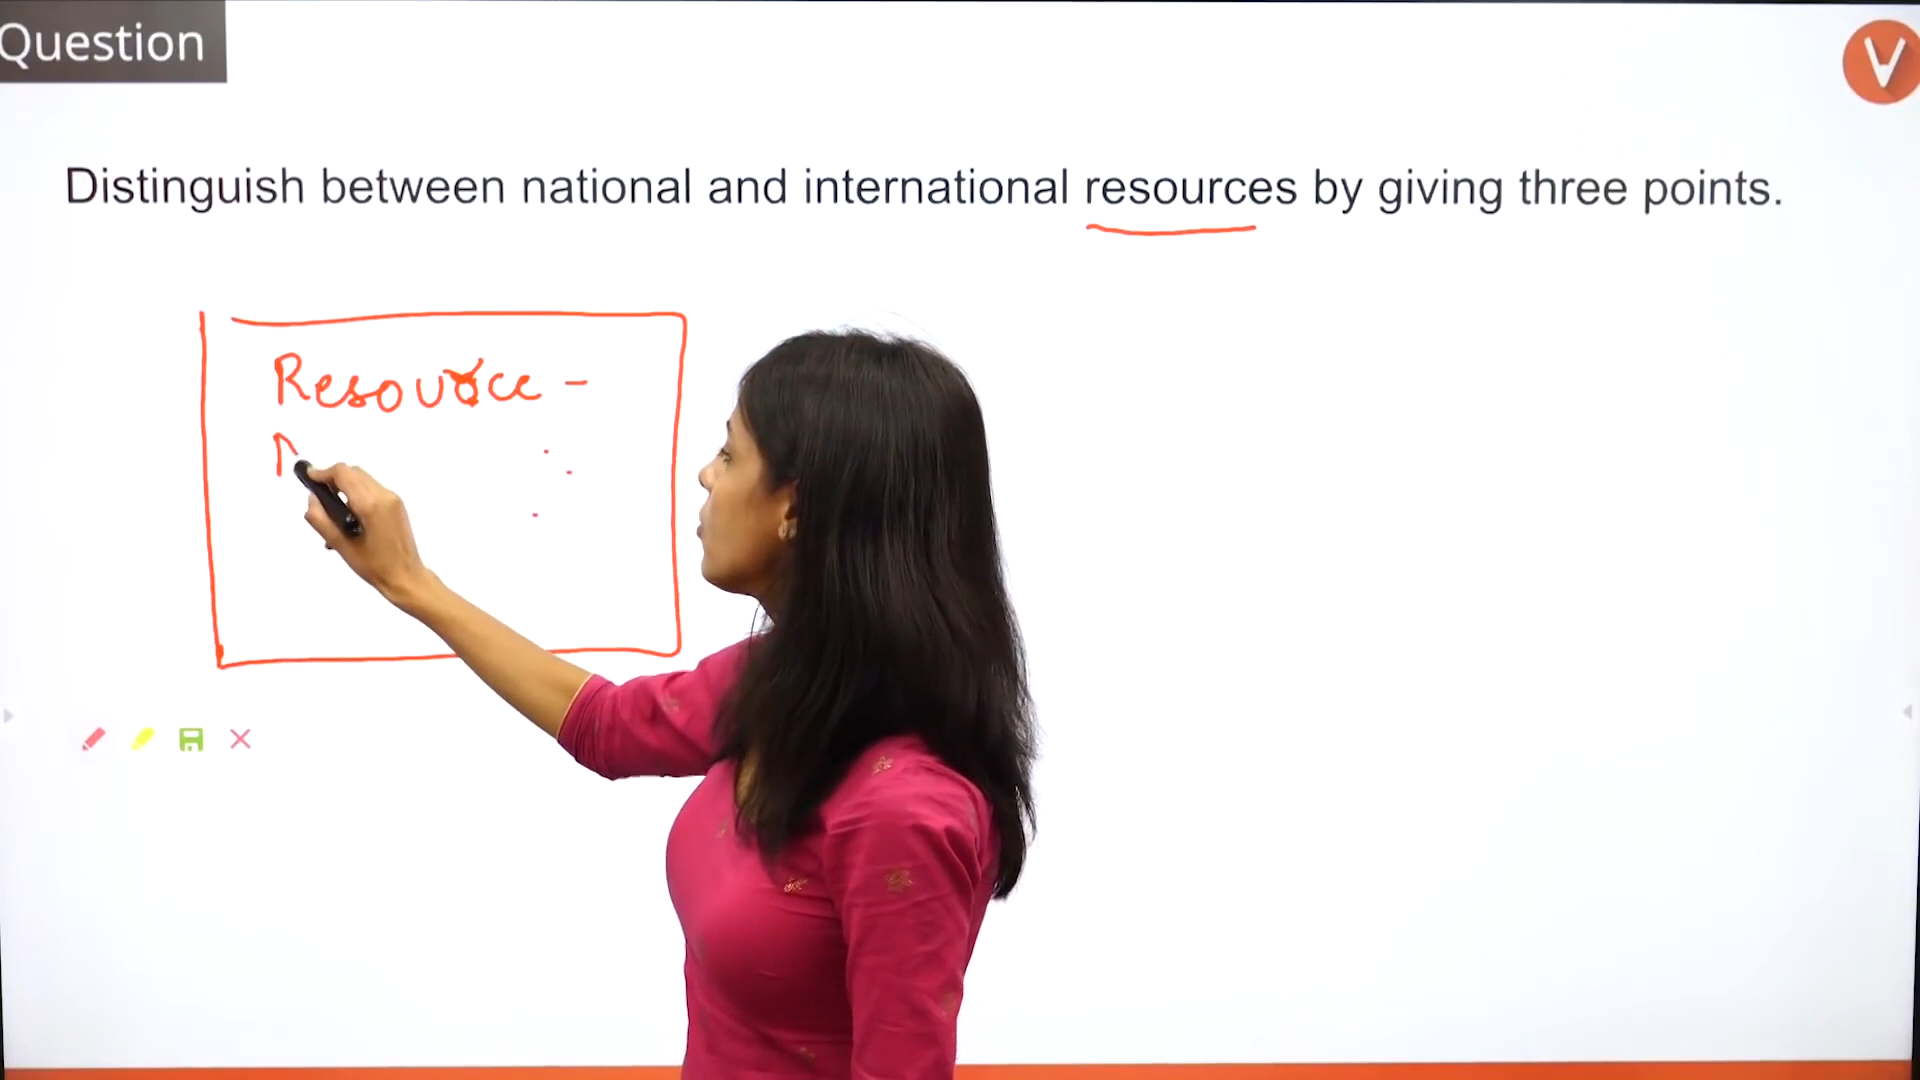 Question
Distinguish between national and international resources by giving three points.
Resource -